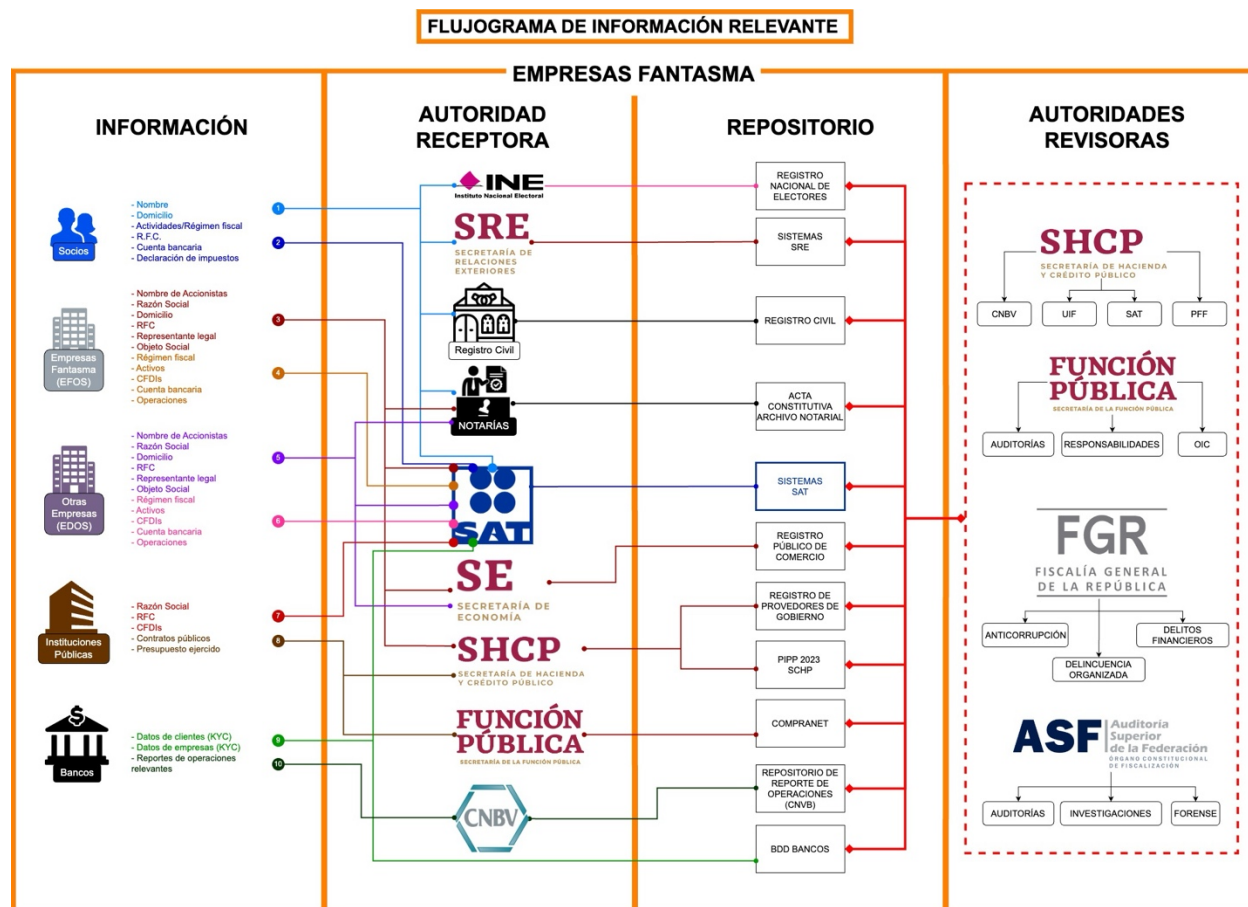 FLUJOGRAMA DE INFORMACIÓN RELEVANTE
EMPRESAS FANTASMA
INFORMACIÓN
Socios
- Nombre
- Domicilio
- Actividades/Régimen fiscal
- R.F.C.
- Cuenta bancaria
- Declaración de impuestos
1
2
Empresas
Fantasma
(EFOS)
- Nombre de Accionistas
- Razón Social
- Domicilio
- RFC
- Representante legal
- Objeto Social
- Régimen fiscal
- Activos
- CFDIs
- Cuenta bancaria
- Operaciones
3
4
Otras
Empresas
(EDOS)
- Nombre de Accionistas
- Razón Social
- Domicilio
- RFC
- Representante legal
- Objeto Social
- Régimen fiscal
- Activos
- CFDIs
- Cuenta bancaria
- Operaciones
5
6
Instituciones
Públicas
- Razón Social
- RFC
- CFDIs
- Contratos públicos
- Presupuesto ejercido
7
8
$
Bancos
- Datos de clientes (KYC)
- Datos de empresas (KYC)
- Reportes de operaciones
relevantes
9
10
AUTORIDAD
RECEPTORA
INE
Instituto Nacional Electoral
SRE
SECRETARÍA DE
RELACIONES
EXTERIORES
Registro Civil
NOTARÍAS
SAT
SE
SECRETARÍA DE
ECONOMÍA
SHCP
SECRETARÍA DE HACIENDA
Y CRÉDITO PÚBLICO
FUNCIÓN
PÚBLICA
SECRETARÍA DE LA FUNCIÓN PÚBLICA
CNBV
REPOSITORIO
REGISTRO
NACIONAL DE
ELECTORES
SISTEMAS
SRE
REGISTRO CIVIL
ACTA
CONSTITUTIVA
ARCHIVO NOTARIAL
SISTEMAS
SAT
REGISTRO
PÚBLICO DE
COMERCIO
REGISTRO DE
PROVEDORES DE
GOBIERNO
PIPP 2023
SCHP
COMPRANET
REPOSITORIO DE
REPORTE DE
OPERACIONES
(CNVB)
BDD BANCOS
AUTORIDADES
REVISORAS
SHCP
SECRETARÍA DE HACIENDA
Y CRÉDITO PÚBLICO
CNBV
UIF
SAT
PFF
FUNCIÓN
PÚBLICA
SECRETARÍA DE LA FUNCIÓN PÚBLICA
AUDITORÍAS
RESPONSABILIDADES
OIC
FGR
FISCALÍA GENERAL
DE LA REPÚBLICA
ANTICORRUPCIÓN
DELITOS
FINANCIEROS
DELINCUENCIA
ORGANIZADA
ASF
Auditoría
Superior
de la Federación
ÓRGANO CONSTITUCIONAL
DE FISCALIZACIÓN
AUDITORÍAS
INVESTIGACIONES
FORENSE